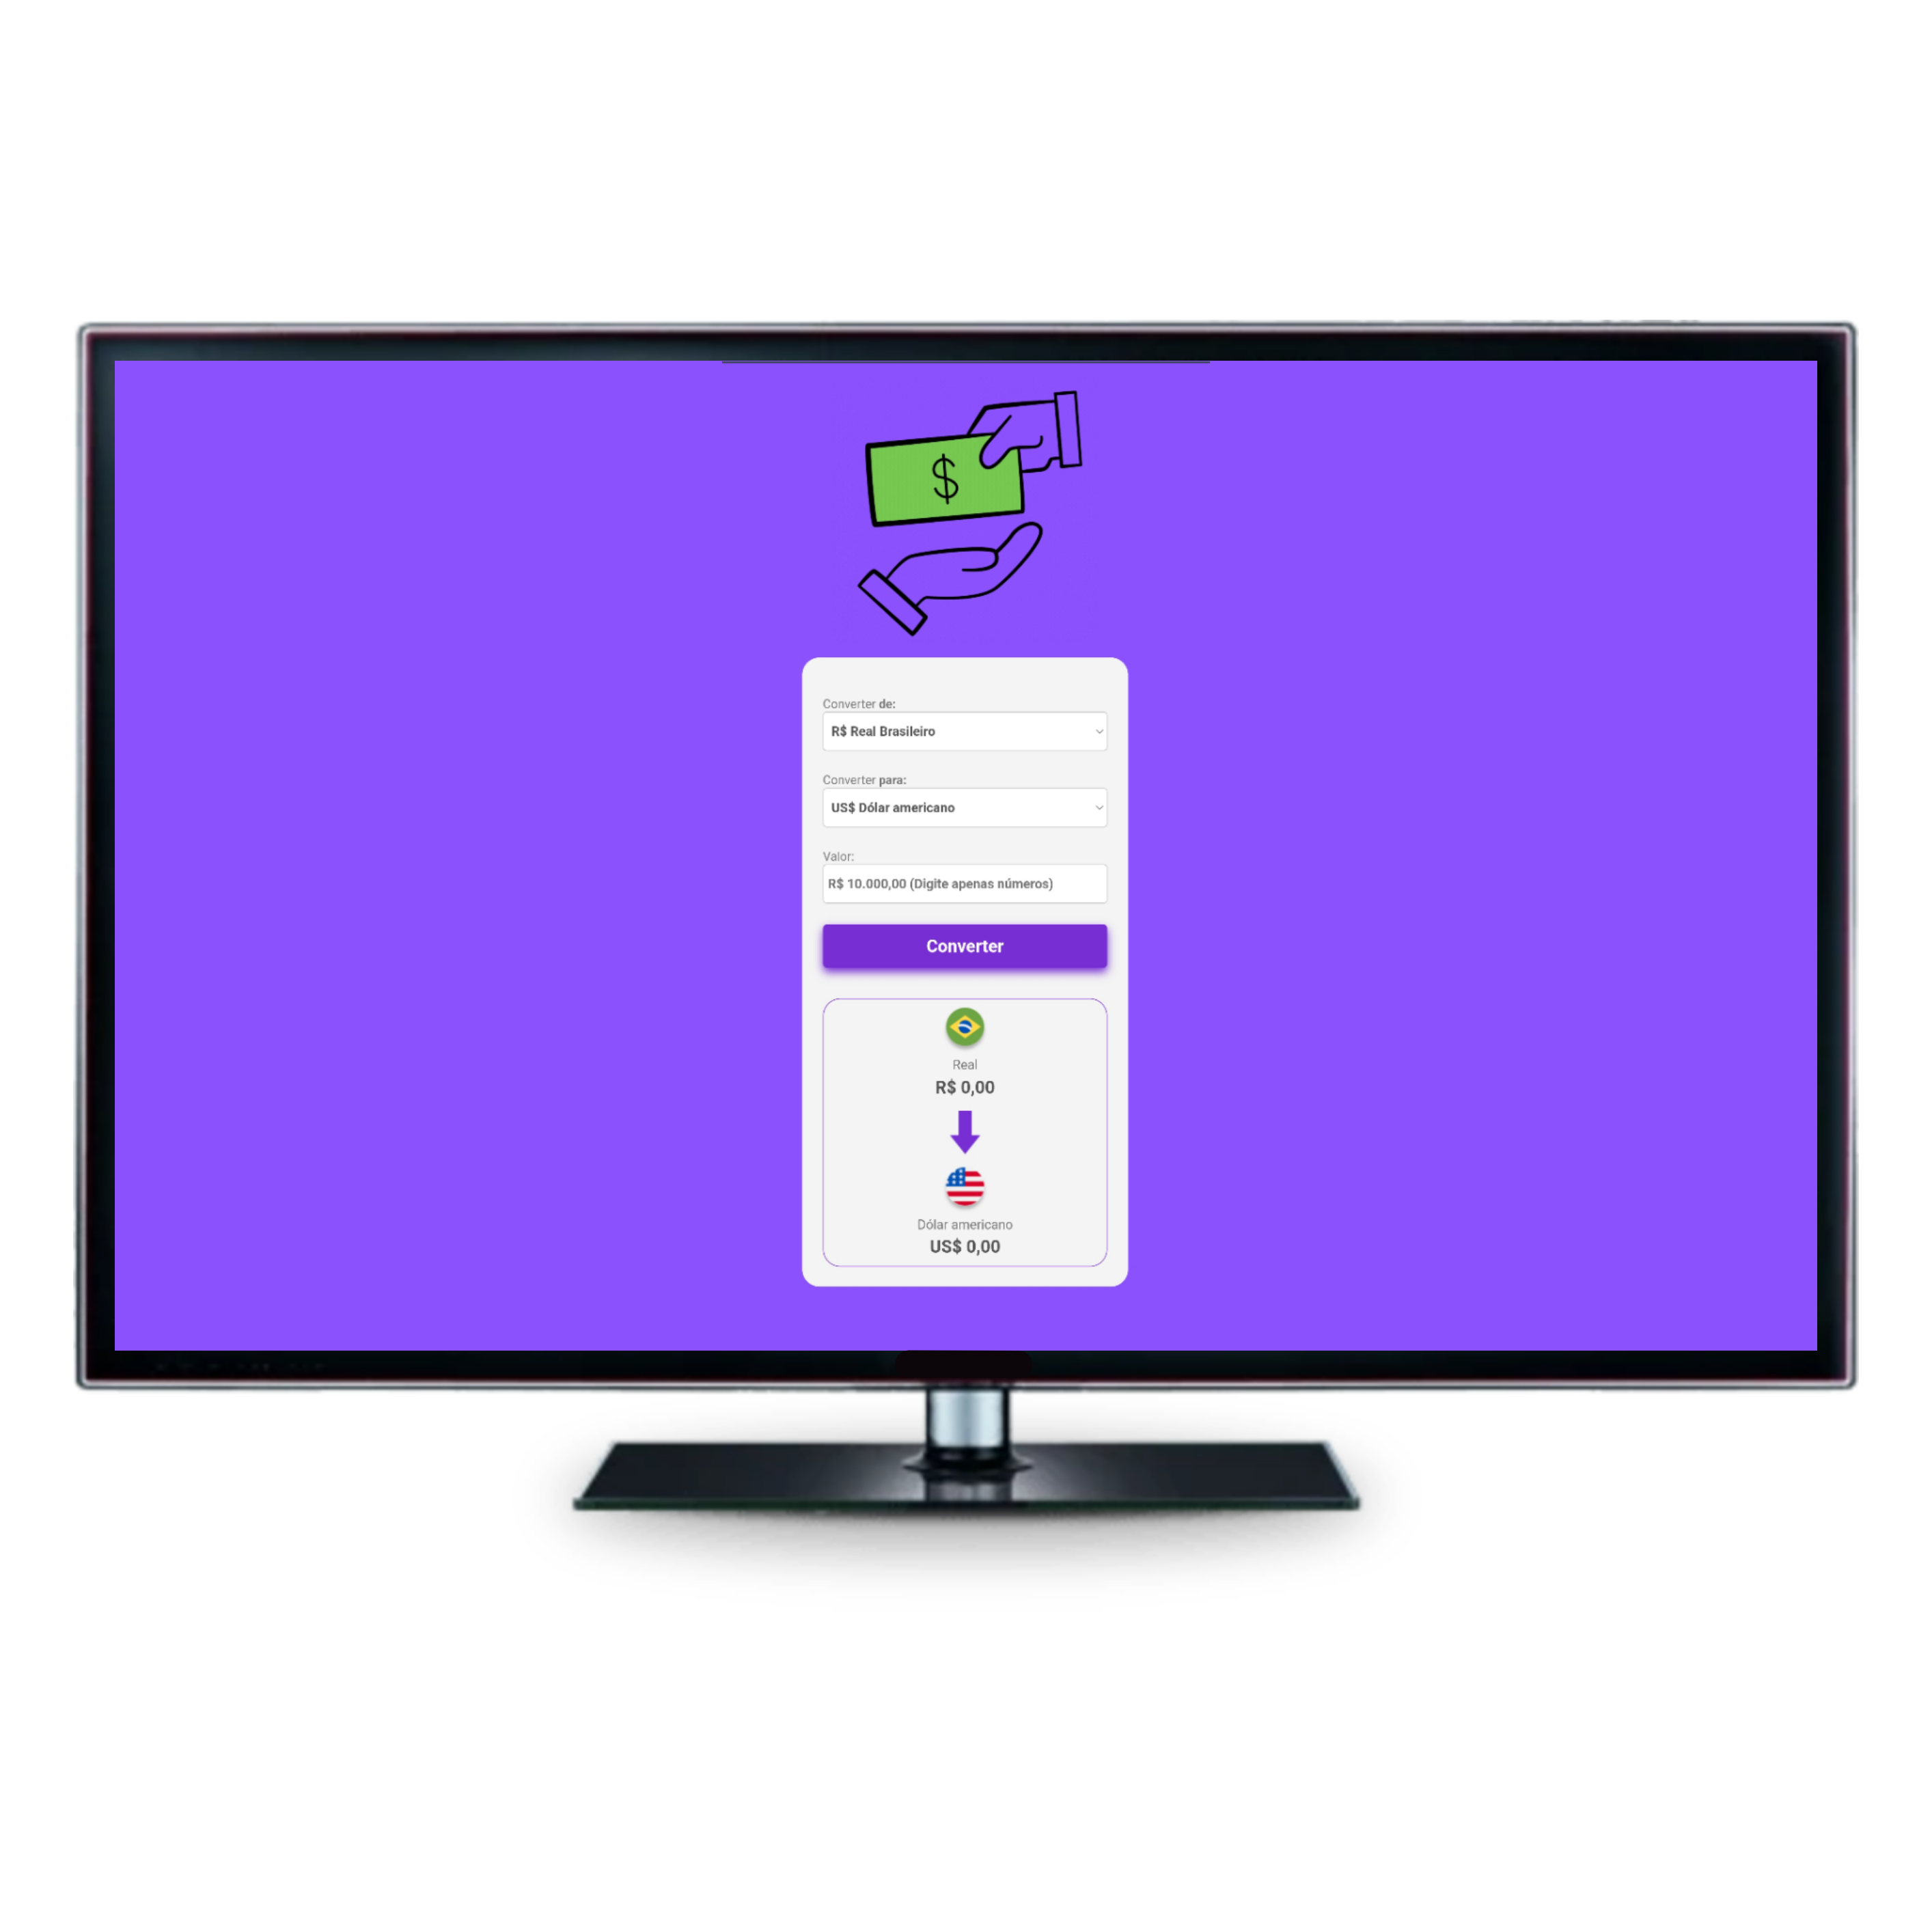 $
Converter de:
R$ Real Brasileiro
Converter para:
US$ Dólar americano
Valor:
R$ 10.000,00 (Digite apenas números)
Converter
Real
R$ 0,00
Dólar americano
US$ 0,00